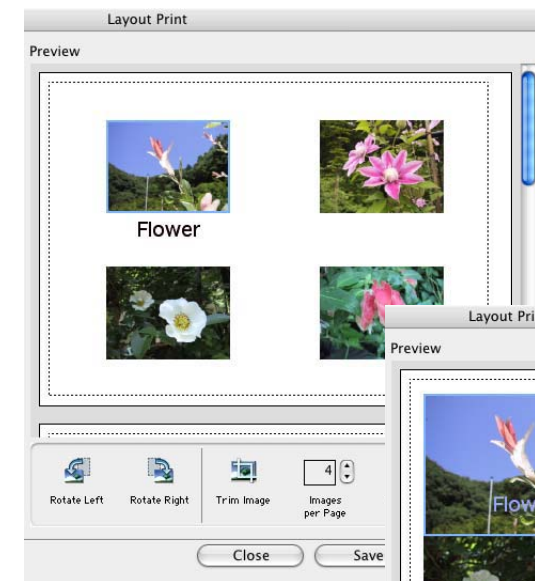 Layout Print
Preview
Flower
Layout Pri
Preview
Flow
4
Rotate Left
Rotate Right
Trim Image
Images
per Page
Close
Save